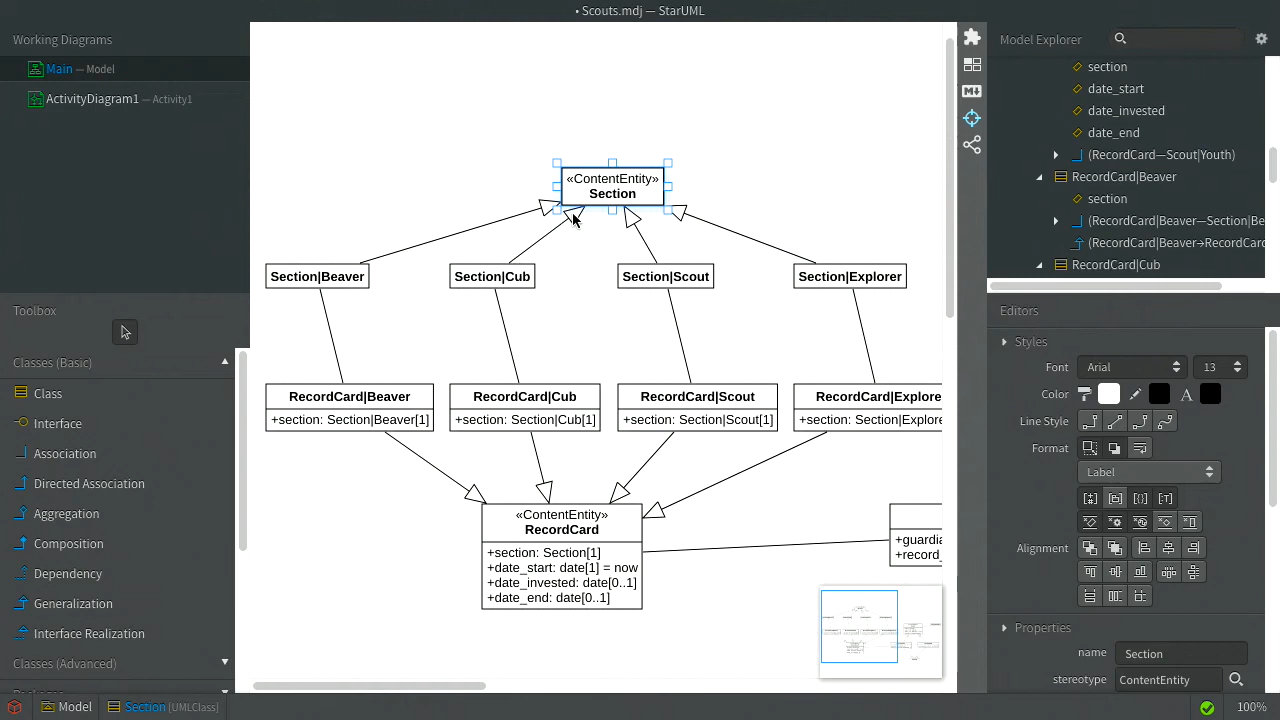 • Scouts.mdj — StarUML
Working Diagrams
Main — Model
ActivityDiagram1 — Activity1
Toolbox
Classes (Basic)
Class
Interface
Association
Directed Association
Aggregation
Composition
Dependency
Generalization
Interface Realization
Classes (Advanced)
«ContentEntity»
Section
Section|Beaver
Section|Cub
Section|Scout
Section|Explorer
RecordCard|Beaver
+section: Section|Beaver[1]
RecordCard|Cub
+section: Section|Cub[1]
RecordCard|Scout
+section: Section|Scout[1]
RecordCard|Explore
+section: Section|Explore
«ContentEntity»
RecordCard
+section: Section[1]
+date_start: date[1] = now
+date_invested: date[0..1]
+date_end: date[0..1]
+guardia
+record_
Model Explorer
section
date_start
date_invested
date_end
(RecordCard—Scout|Youth)
RecordCard|Beaver
section
(RecordCard|Beaver—Section|Be
(RecordCard|Beaver→RecordCard
RecordCard|Cub
Editors
Styles
Font
Arial
13
Color
A
Line Style
Format
Label
Alignment
Properties
name
Section
stereotype
ContentEntity
Model
Section [UMLClass]
100%